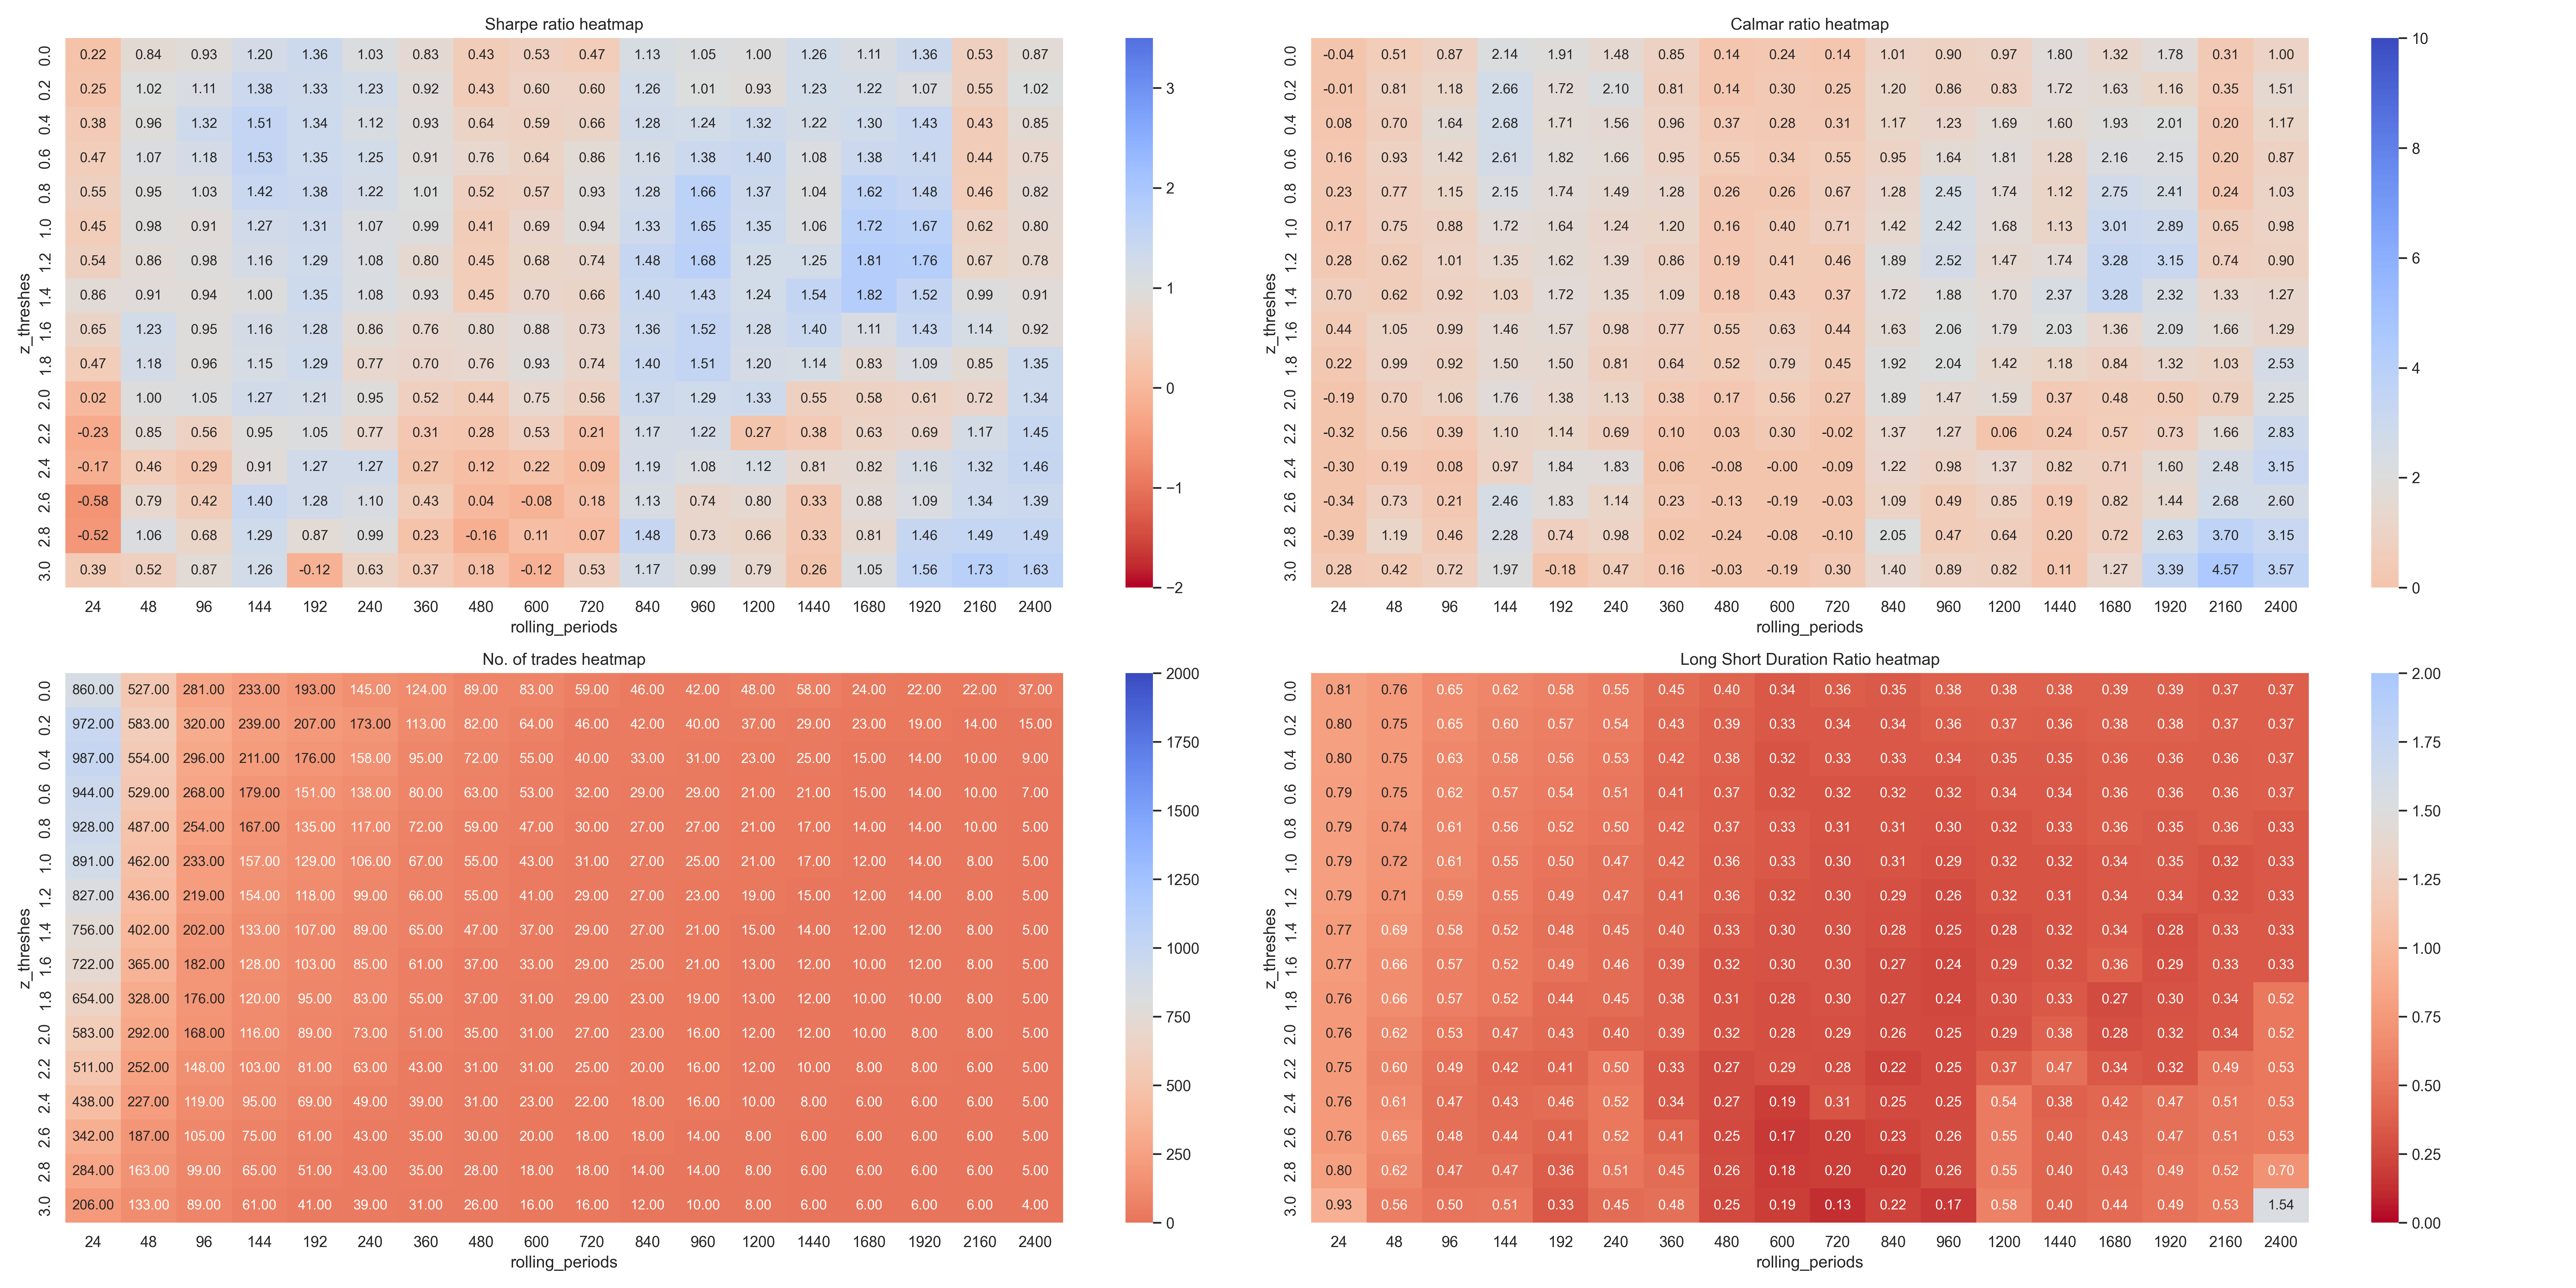 Sharpe ratio heatmap
z_threshes
0.0 0.22 0.84 0.93 1.20 1.36 1.03 0.83 0.43 0.53 0.47 1.13 1.05 1.00 1.26 1.11 1.36 0.53 0.87
0.2 0.25 1.02 1.11 1.38 1.33 1.23 0.92 0.43 0.60 0.60 1.26 1.01 0.93 1.23 1.22 1.07 0.55 1.02
0.4 0.38 0.96 1.32 1.51 1.34 1.12 0.93 0.64 0.59 0.66 1.28 1.24 1.32 1.22 1.30 1.43 0.43 0.85
0.6 0.47 1.07 1.18 1.53 1.35 1.25 0.91 0.76 0.64 0.86 1.16 1.38 1.40 1.08 1.38 1.41 0.44 0.75
0.8 0.55 0.95 1.03 1.42 1.38 1.22 1.01 0.52 0.57 0.93 1.28 1.66 1.37 1.04 1.62 1.48 0.46 0.82
1.0 0.45 0.98 0.91 1.27 1.31 1.07 0.99 0.41 0.69 0.94 1.33 1.65 1.35 1.06 1.72 1.67 0.62 0.80
1.2 0.54 0.86 0.98 1.16 1.29 1.08 0.80 0.45 0.68 0.74 1.48 1.68 1.25 1.25 1.81 1.76 0.67 0.78
1.4 0.86 0.91 0.94 1.00 1.35 1.08 0.93 0.45 0.70 0.66 1.40 1.43 1.24 1.54 1.82 1.52 0.99 0.91
1.6 0.65 1.23 0.95 1.16 1.28 0.86 0.76 0.80 0.88 0.73 1.36 1.52 1.28 1.40 1.11 1.43 1.14 0.92
1.8 0.47 1.18 0.96 1.15 1.29 0.77 0.70 0.76 0.93 0.74 1.40 1.51 1.20 1.14 0.83 1.09 0.85 1.35
2.0 0.02 1.00 1.05 1.27 1.21 0.95 0.52 0.44 0.75 0.56 1.37 1.29 1.33 0.55 0.58 0.61 0.72 1.34
2.2 -0.23 0.85 0.56 0.95 1.05 0.77 0.31 0.28 0.53 0.21 1.17 1.22 0.27 0.38 0.63 0.69 1.17 1.45
2.4 -0.17 0.46 0.29 0.91 1.27 1.27 0.27 0.12 0.22 0.09 1.19 1.08 1.12 0.81 0.82 1.16 1.32 1.46
2.6 -0.58 0.79 0.42 1.40 1.28 1.10 0.43 0.04 -0.08 0.18 1.13 0.74 0.80 0.33 0.88 1.09 1.34 1.39
2.8 -0.52 1.06 0.68 1.29 0.87 0.99 0.23 -0.16 0.11 0.07 1.48 0.73 0.66 0.33 0.81 1.46 1.49 1.49
3.0 0.39 0.52 0.87 1.26 -0.12 0.63 0.37 0.18 -0.12 0.53 1.17 0.99 0.79 0.26 1.05 1.56 1.73 1.63
24 48 96 144 192 240 360 480 600 720 840 960 1200 1440 1680 1920 2160 2400
rolling_periods
3
2
1
0
−1
−2
Calmar ratio heatmap
z_threshes
0.0 -0.04 0.51 0.87 2.14 1.91 1.48 0.85 0.14 0.24 0.14 1.01 0.90 0.97 1.80 1.32 1.78 0.31 1.00
0.2 -0.01 0.81 1.18 2.66 1.72 2.10 0.81 0.14 0.30 0.25 1.20 0.86 0.83 1.72 1.63 1.16 0.35 1.51
0.4 0.08 0.70 1.64 2.68 1.71 1.56 0.96 0.37 0.28 0.31 1.17 1.23 1.69 1.60 1.93 2.01 0.20 1.17
0.6 0.16 0.93 1.42 2.61 1.82 1.66 0.95 0.55 0.34 0.55 0.95 1.64 1.81 1.28 2.16 2.15 0.20 0.87
0.8 0.23 0.77 1.15 2.15 1.74 1.49 1.28 0.26 0.26 0.67 1.28 2.45 1.74 1.12 2.75 2.41 0.24 1.03
1.0 0.17 0.75 0.88 1.72 1.64 1.24 1.20 0.16 0.40 0.71 1.42 2.42 1.68 1.13 3.01 2.89 0.65 0.98
1.2 0.28 0.62 1.01 1.35 1.62 1.39 0.86 0.19 0.41 0.46 1.89 2.52 1.47 1.74 3.28 3.15 0.74 0.90
1.4 0.70 0.62 0.92 1.03 1.72 1.35 1.09 0.18 0.43 0.37 1.72 1.88 1.70 2.37 3.28 2.32 1.33 1.27
1.6 0.44 1.05 0.99 1.46 1.57 0.98 0.77 0.55 0.63 0.44 1.63 2.06 1.79 2.03 1.36 2.09 1.66 1.29
1.8 0.22 0.99 0.92 1.50 1.50 0.81 0.64 0.52 0.79 0.45 1.92 2.04 1.42 1.18 0.84 1.32 1.03 2.53
2.0 -0.19 0.70 1.06 1.76 1.38 1.13 0.38 0.17 0.56 0.27 1.89 1.47 1.59 0.37 0.48 0.50 0.79 2.25
2.2 -0.32 0.56 0.39 1.10 1.14 0.69 0.10 0.03 0.30 -0.02 1.37 1.27 0.06 0.24 0.57 0.73 1.66 2.83
2.4 -0.30 0.19 0.08 0.97 1.84 1.83 0.06 -0.08 -0.00 -0.09 1.22 0.98 1.37 0.82 0.71 1.60 2.48 3.15
2.6 -0.34 0.73 0.21 2.46 1.83 1.14 0.23 -0.13 -0.19 -0.03 1.09 0.49 0.85 0.19 0.82 1.44 2.68 2.60
2.8 -0.39 1.19 0.46 2.28 0.74 0.98 0.02 -0.24 -0.08 -0.10 2.05 0.47 0.64 0.20 0.72 2.63 3.70 3.15
3.0 0.28 0.42 0.72 1.97 -0.18 0.47 0.16 -0.03 -0.19 0.30 1.40 0.89 0.82 0.11 1.27 3.39 4.57 3.57
24 48 96 144 192 240 360 480 600 720 840 960 1200 1440 1680 1920 2160 2400
rolling_periods
10
8
6
4
2
0
No. of trades heatmap
z_threshes
0.0 860.00 527.00 281.00 233.00 193.00 145.00 124.00 89.00 83.00 59.00 46.00 42.00 48.00 58.00 24.00 22.00 22.00 37.00
0.2 972.00 583.00 320.00 239.00 207.00 173.00 113.00 82.00 64.00 46.00 42.00 40.00 37.00 29.00 23.00 19.00 14.00 15.00
0.4 987.00 554.00 296.00 211.00 176.00 158.00 95.00 72.00 55.00 40.00 33.00 31.00 23.00 25.00 15.00 14.00 10.00 9.00
0.6 944.00 529.00 268.00 179.00 151.00 138.00 80.00 63.00 53.00 32.00 29.00 29.00 21.00 21.00 15.00 14.00 10.00 7.00
0.8 928.00 487.00 254.00 167.00 135.00 117.00 72.00 59.00 47.00 30.00 27.00 27.00 21.00 17.00 14.00 14.00 10.00 5.00
1.0 891.00 462.00 233.00 157.00 129.00 106.00 67.00 55.00 43.00 31.00 27.00 25.00 21.00 17.00 12.00 14.00 8.00 5.00
1.2 827.00 436.00 219.00 154.00 118.00 99.00 66.00 55.00 41.00 29.00 27.00 23.00 19.00 15.00 12.00 14.00 8.00 5.00
1.4 756.00 402.00 202.00 133.00 107.00 89.00 65.00 47.00 37.00 29.00 27.00 21.00 15.00 14.00 12.00 12.00 8.00 5.00
1.6 722.00 365.00 182.00 128.00 103.00 85.00 61.00 37.00 33.00 29.00 25.00 21.00 13.00 12.00 10.00 12.00 8.00 5.00
1.8 654.00 328.00 176.00 120.00 95.00 83.00 55.00 37.00 31.00 29.00 23.00 19.00 13.00 12.00 10.00 10.00 8.00 5.00
2.0 583.00 292.00 168.00 116.00 89.00 73.00 51.00 35.00 31.00 27.00 23.00 16.00 12.00 12.00 10.00 8.00 8.00 5.00
2.2 511.00 252.00 148.00 103.00 81.00 63.00 43.00 31.00 31.00 25.00 20.00 16.00 12.00 10.00 8.00 8.00 6.00 5.00
2.4 438.00 227.00 119.00 95.00 69.00 49.00 39.00 31.00 23.00 22.00 18.00 16.00 10.00 8.00 6.00 6.00 6.00 5.00
2.6 342.00 187.00 105.00 75.00 61.00 43.00 35.00 30.00 20.00 18.00 18.00 14.00 8.00 6.00 6.00 6.00 6.00 5.00
2.8 284.00 163.00 99.00 65.00 51.00 43.00 35.00 28.00 18.00 18.00 14.00 14.00 8.00 6.00 6.00 6.00 6.00 5.00
3.0 206.00 133.00 89.00 61.00 41.00 39.00 31.00 26.00 16.00 16.00 12.00 10.00 8.00 6.00 6.00 6.00 6.00 4.00
24 48 96 144 192 240 360 480 600 720 840 960 1200 1440 1680 1920 2160 2400
rolling_periods
2000
1750
1500
1250
1000
750
500
250
0
Long Short Duration Ratio heatmap
z_threshes
0.0 0.81 0.76 0.65 0.62 0.58 0.55 0.45 0.40 0.34 0.36 0.35 0.38 0.38 0.38 0.39 0.39 0.37 0.37
0.2 0.80 0.75 0.65 0.60 0.57 0.54 0.43 0.39 0.33 0.34 0.34 0.36 0.37 0.36 0.38 0.38 0.37 0.37
0.4 0.80 0.75 0.63 0.58 0.56 0.53 0.42 0.38 0.32 0.33 0.33 0.34 0.35 0.35 0.36 0.36 0.36 0.37
0.6 0.79 0.75 0.62 0.57 0.54 0.51 0.41 0.37 0.32 0.32 0.32 0.32 0.34 0.34 0.36 0.36 0.36 0.37
0.8 0.79 0.74 0.61 0.56 0.52 0.50 0.42 0.37 0.33 0.31 0.31 0.30 0.32 0.33 0.36 0.35 0.36 0.33
1.0 0.79 0.72 0.61 0.55 0.50 0.47 0.42 0.36 0.33 0.30 0.31 0.29 0.32 0.32 0.34 0.35 0.32 0.33
1.2 0.79 0.71 0.59 0.55 0.49 0.47 0.41 0.36 0.32 0.30 0.29 0.26 0.32 0.31 0.34 0.34 0.32 0.33
1.4 0.77 0.69 0.58 0.52 0.48 0.45 0.40 0.33 0.30 0.30 0.28 0.25 0.28 0.32 0.34 0.28 0.33 0.33
1.6 0.77 0.66 0.57 0.52 0.49 0.46 0.39 0.32 0.30 0.30 0.27 0.24 0.29 0.32 0.36 0.29 0.33 0.33
1.8 0.76 0.66 0.57 0.52 0.44 0.45 0.38 0.31 0.28 0.30 0.27 0.24 0.30 0.33 0.27 0.30 0.34 0.52
2.0 0.76 0.62 0.53 0.47 0.43 0.40 0.39 0.32 0.28 0.29 0.26 0.25 0.29 0.38 0.28 0.32 0.34 0.52
2.2 0.75 0.60 0.49 0.42 0.41 0.50 0.33 0.27 0.29 0.28 0.22 0.25 0.37 0.47 0.34 0.32 0.49 0.53
2.4 0.76 0.61 0.47 0.43 0.46 0.52 0.34 0.27 0.19 0.31 0.25 0.25 0.54 0.38 0.42 0.47 0.51 0.53
2.6 0.76 0.65 0.48 0.44 0.41 0.52 0.41 0.25 0.17 0.20 0.23 0.26 0.55 0.40 0.43 0.47 0.51 0.53
2.8 0.80 0.62 0.47 0.47 0.36 0.51 0.45 0.26 0.18 0.20 0.20 0.26 0.55 0.40 0.43 0.49 0.52 0.70
3.0 0.93 0.56 0.50 0.51 0.33 0.45 0.48 0.25 0.19 0.13 0.22 0.17 0.58 0.40 0.44 0.49 0.53 1.54
24 48 96 144 192 240 360 480 600 720 840 960 1200 1440 1680 1920 2160 2400
rolling_periods
2.00
1.75
1.50
1.25
1.00
0.75
0.50
0.25
0.00